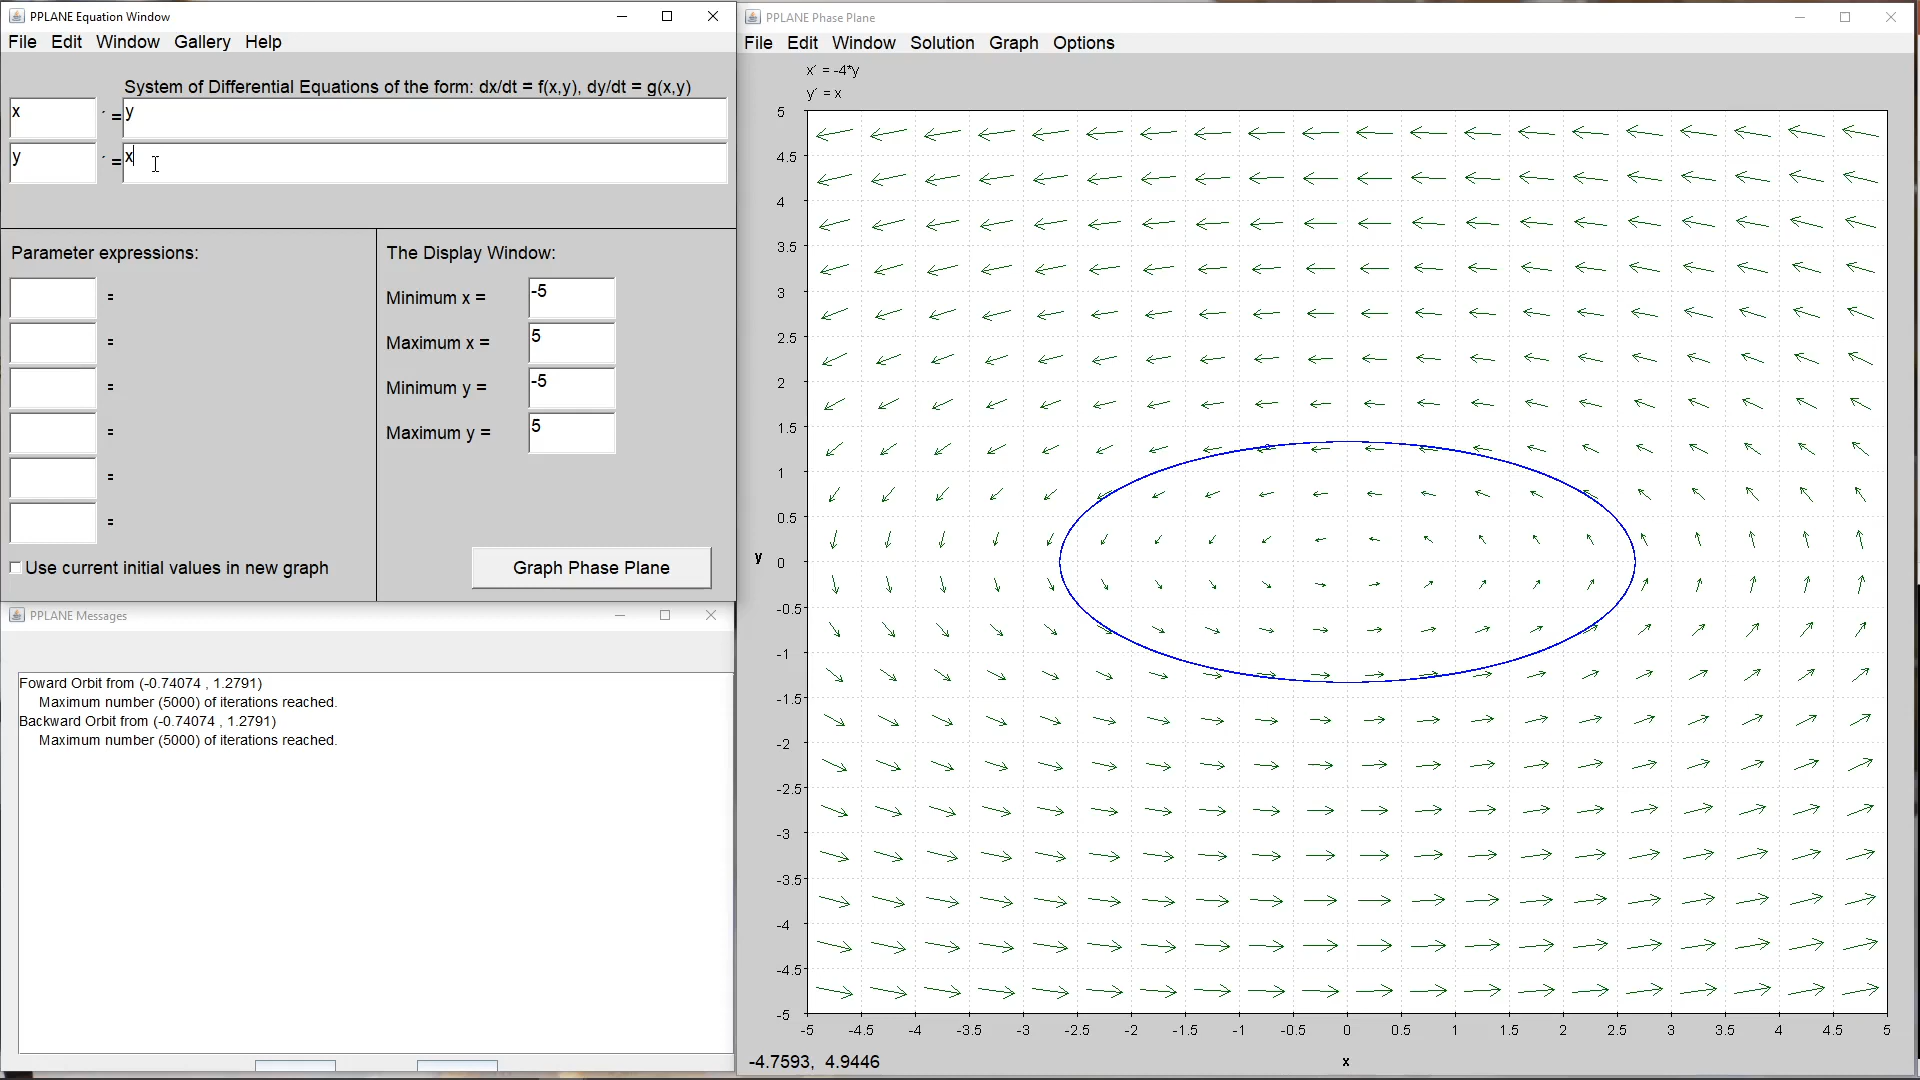 PPLANE Equation Window
File Edit Window Gallery Help
System of Differential Equations of the form: dx/dt = f(x,y), dy/dt = g(x,y)
x ´ = y
y ´ = x
Parameter expressions:
=
=
=
=
=
=
Use current initial values in new graph
The Display Window:
Minimum x = -5
Maximum x = 5
Minimum y = -5
Maximum y = 5
Graph Phase Plane
PPLANE Messages
Foward Orbit from (-0.74074 , 1.2791)
Maximum number (5000) of iterations reached.
Backward Orbit from (-0.74074 , 1.2791)
Maximum number (5000) of iterations reached.
PPLANE Phase Plane
File Edit Window Solution Graph Options
x´ = -4*y
y´ = x
5
4.5
4
3.5
3
2.5
2
1.5
1
0.5
y 0
-0.5
-1
-1.5
-2
-2.5
-3
-3.5
-4
-4.5
-5
-5 -4.5 -4 -3.5 -3 -2.5 -2 -1.5 -1 -0.5 0 0.5 1 1.5 2 2.5 3 3.5 4 4.5 5
-4.7593, 4.9446
x